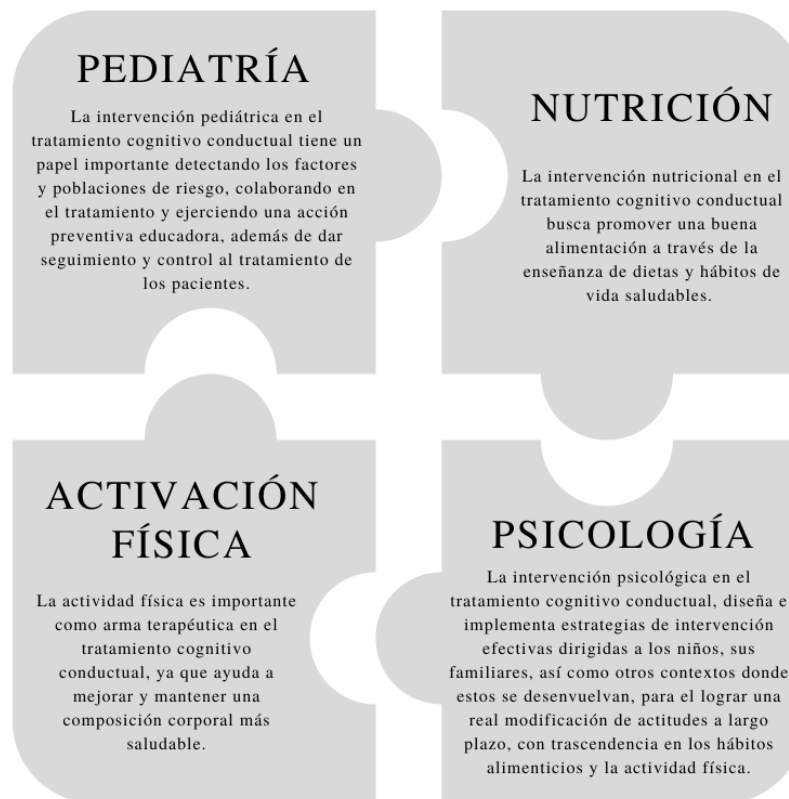 PEDIATRÍA
La intervención pediátrica en el
tratamiento cognitivo conductual tiene un
papel importante detectando los factores
y poblaciones de riesgo, colaborando en
el tratamiento y ejerciendo una acción
preventiva educadora, además de dar
seguimiento y control al tratamiento de
los pacientes.
NUTRICIÓN
La intervención nutricional en el
tratamiento cognitivo conductual
busca promover una buena
alimentación a través de la
enseñanza de dietas y hábitos de
vida saludables.
ACTIVACIÓN
FÍSICA
La actividad física es importante
como arma terapéutica en el
tratamiento cognitivo
conductual, ya que ayuda a
mejorar y mantener una
composición corporal más
saludable.
PSICOLOGÍA
La intervención psicológica en el
tratamiento cognitivo conductual, diseña e
implementa estrategias de intervención
efectivas dirigidas a los niños, sus
familiares, así como otros contextos donde
estos se desenvuelvan, para el lograr una
real modificación de actitudes a largo
plazo, con trascendencia en los hábitos
alimenticios y la actividad física.